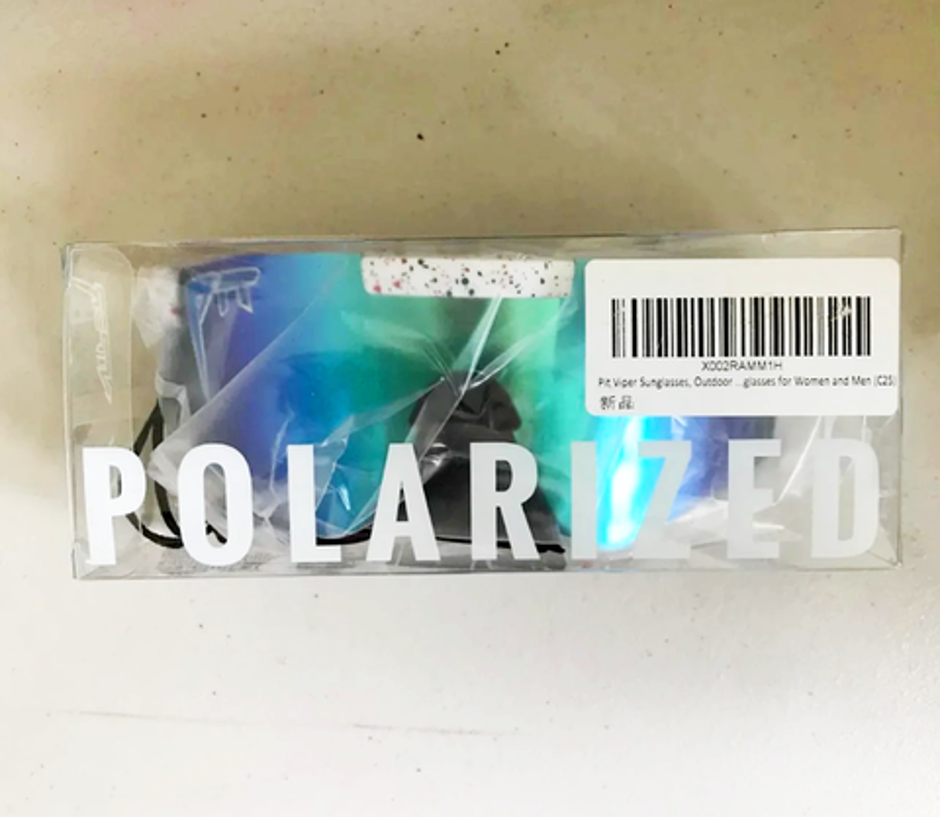 X002RAMM1H
Pit Viper Sunglasses, Outdoor ...glasses for Women and Men (C25)
新品
POLARIZED